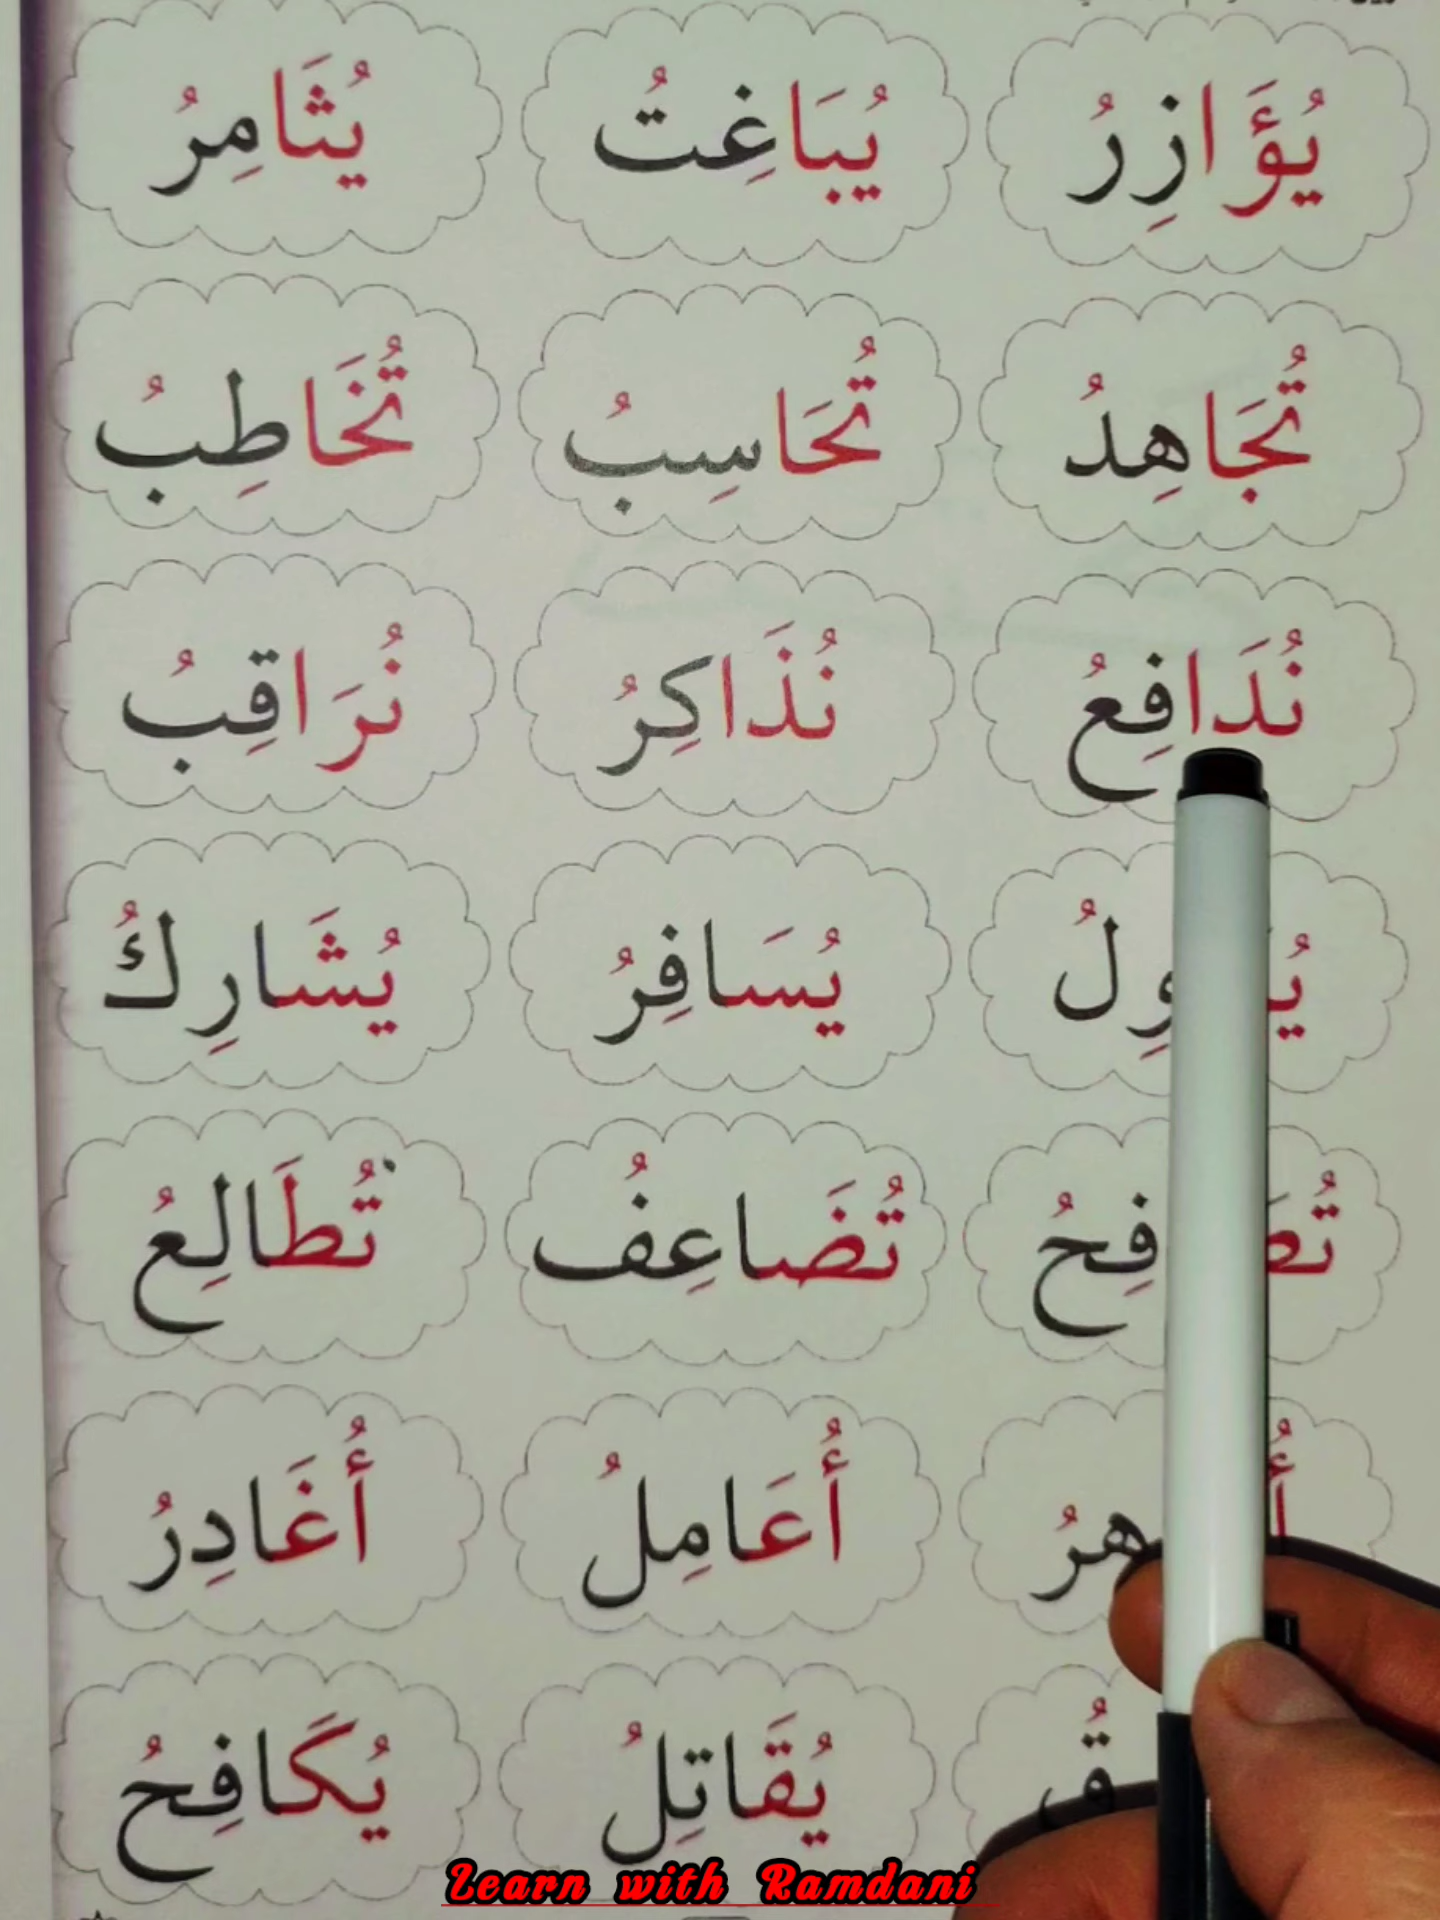 يُؤَازِرُ يُبَاغِتُ يُثَامِرُ
تُجَاهِدُ تُحَاسِبُ تُخَاطِبُ
نُدَافِعُ نُذَاكِرُ نُرَاقِبُ
يُسَافِرُ يُشَارِكُ
تُضَاعِفُ تُطَالِعُ
أُعَامِلُ أُغَادِرُ
يُقَاتِلُ يُكَافِحُ
Learn with Ramdani